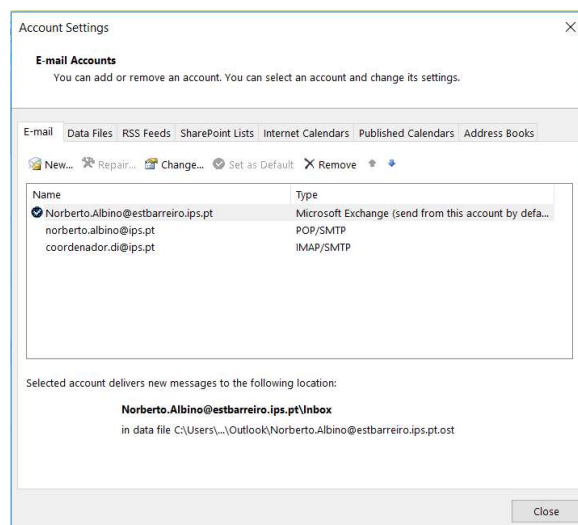 Account Settings
E-mail Accounts
You can add or remove an account. You can select an account and change its settings.
E-mail Data Files RSS Feeds SharePoint Lists Internet Calendars Published Calendars Address Books
New... Repair... Change... Set as Default Remove
Name Type
Norberto.Albino@estbarreiro.ips.pt Microsoft Exchange (send from this account by defa...
norberto.albino@ips.pt POP/SMTP
coordenador.di@ips.pt IMAP/SMTP
Selected account delivers new messages to the following location:
Norberto.Albino@estbarreiro.ips.pt\Inbox
in data file C:\Users\...\Outlook\Norberto.Albino@estbarreiro.ips.pt.ost
Close